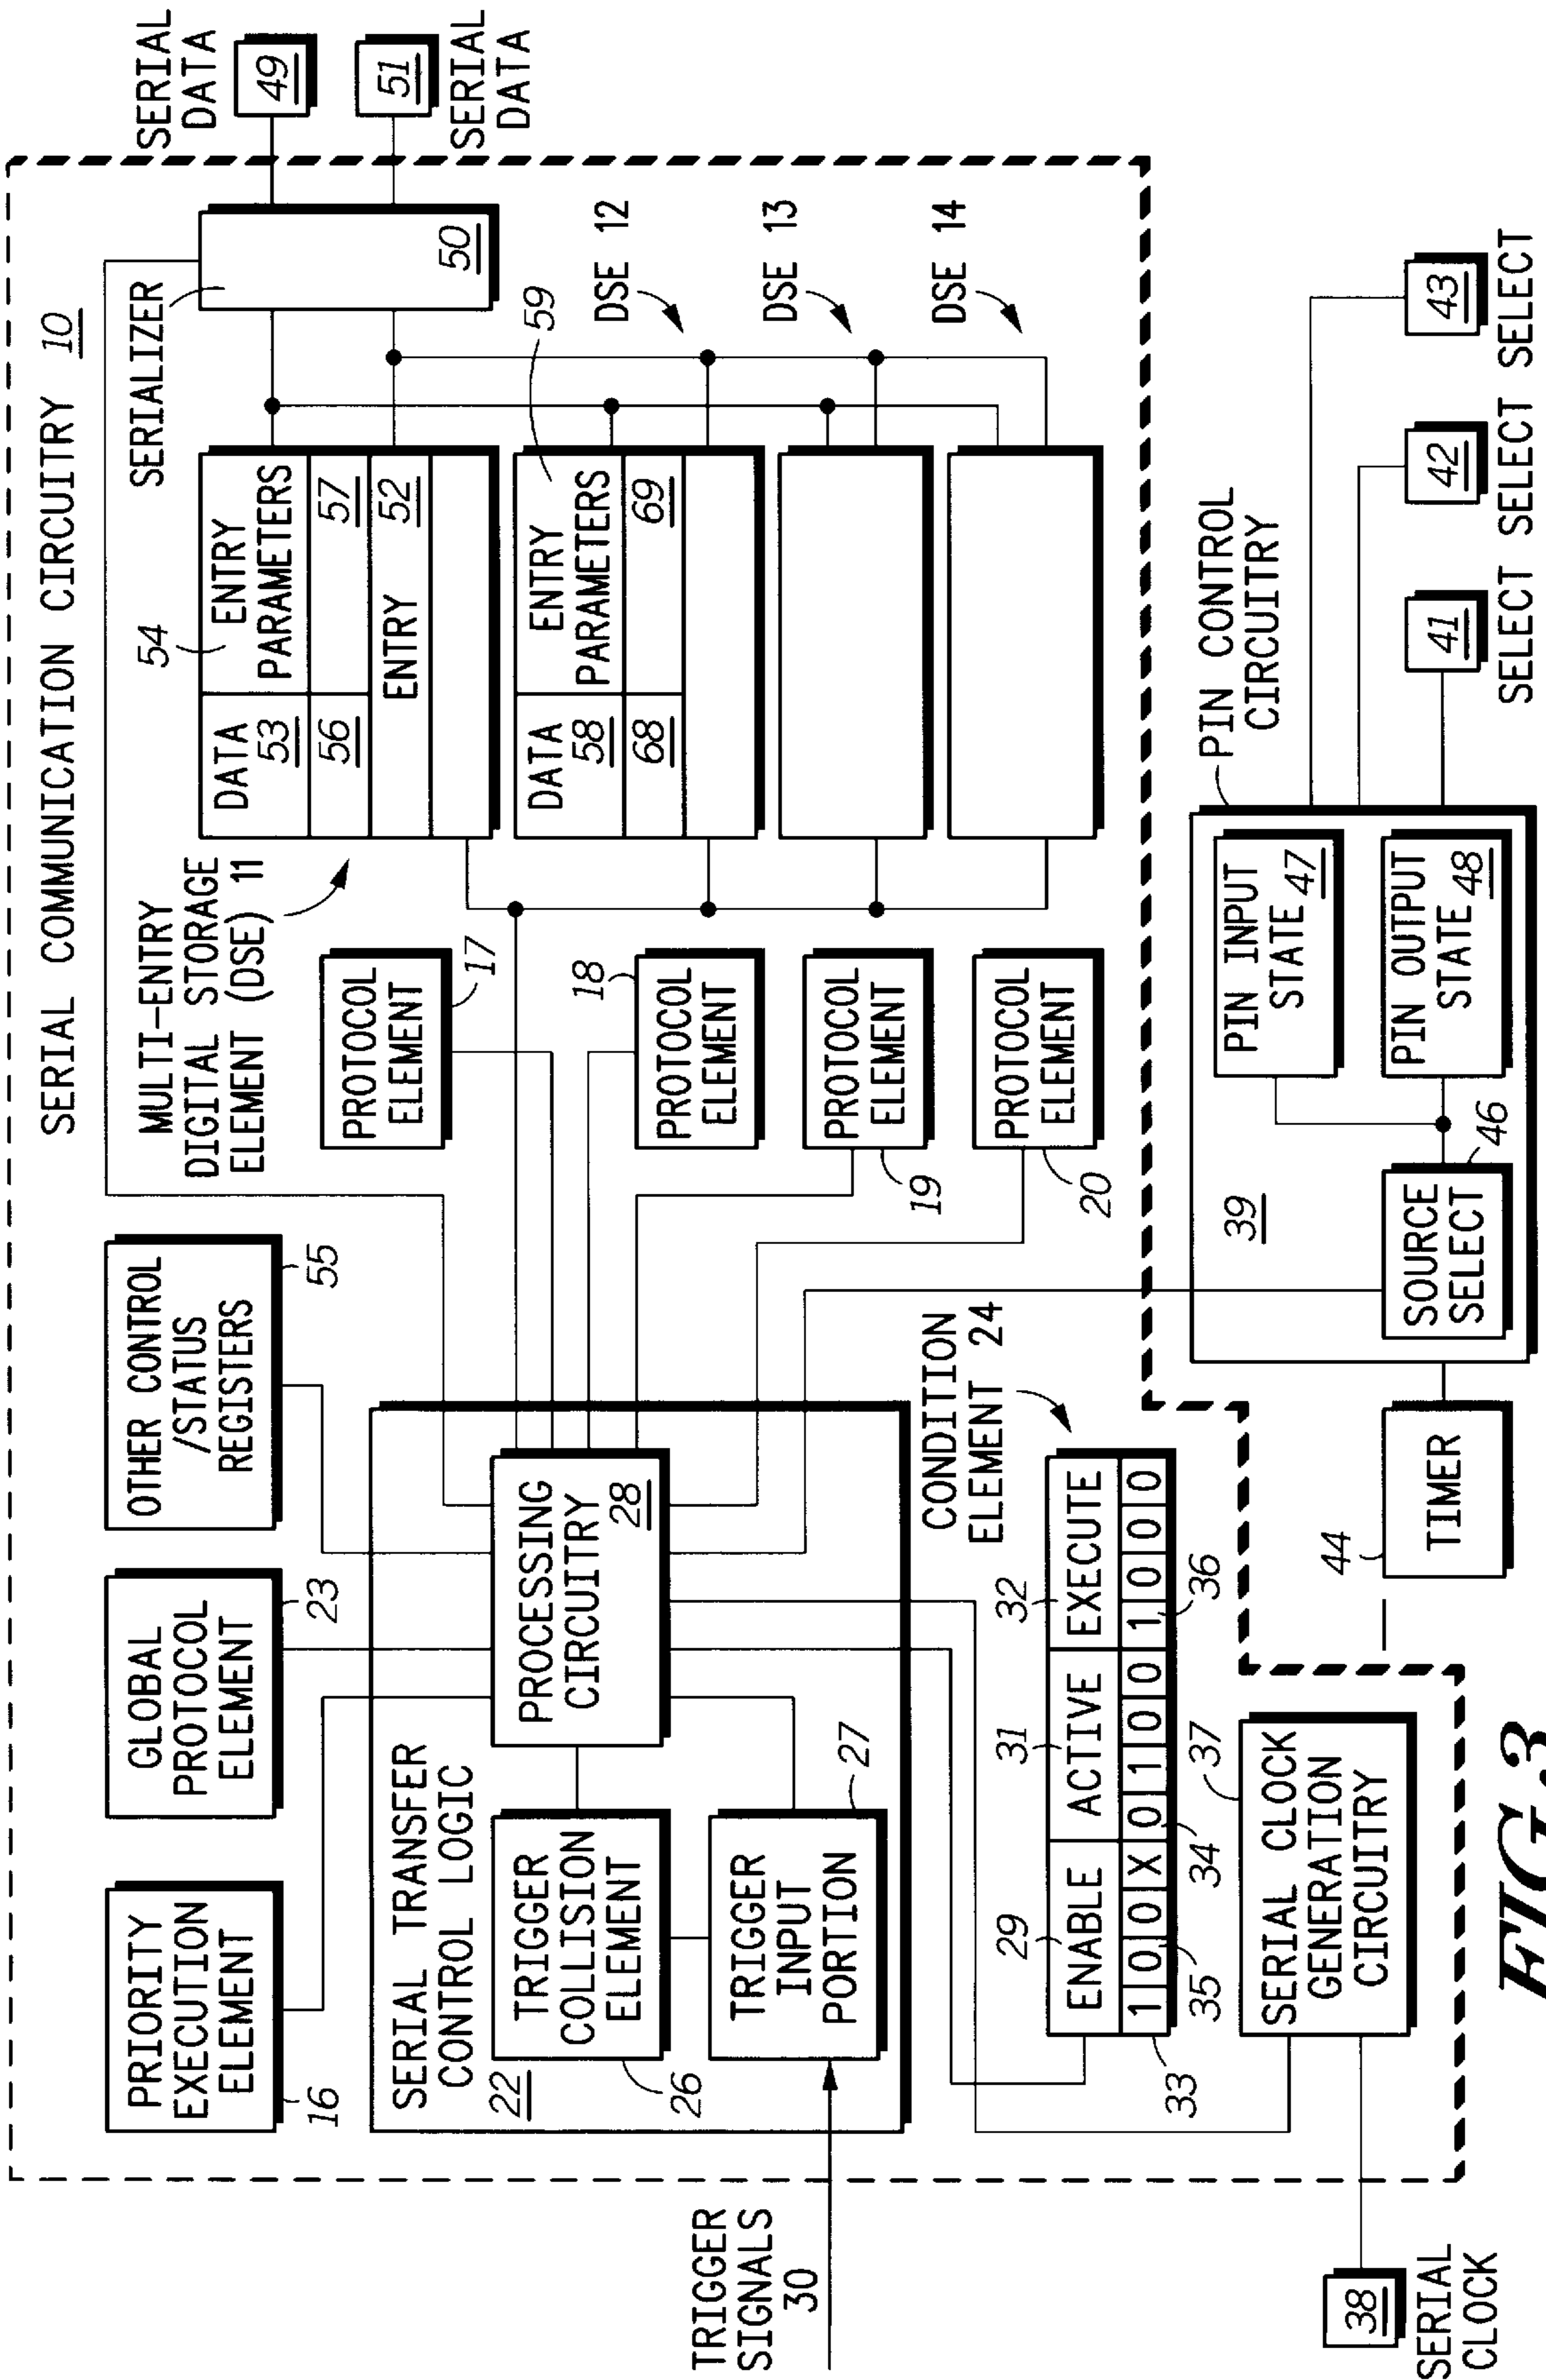 SERIAL COMMUNICATION CIRCUITRY 10
PRIORITY
EXECUTION
ELEMENT
16
GLOBAL
PROTOCOL
ELEMENT
23
OTHER CONTROL
/STATUS
REGISTERS
55
SERIAL TRANSFER
CONTROL LOGIC
22
TRIGGER
COLLISION
ELEMENT
26
TRIGGER
INPUT
PORTION
27
PROCESSING
CIRCUITRY
28
TRIGGER
SIGNALS
30
MULTI-ENTRY
DIGITAL STORAGE
ELEMENT (DSE) 11
PROTOCOL
ELEMENT
17
PROTOCOL
ELEMENT
18
PROTOCOL
ELEMENT
19
PROTOCOL
ELEMENT
20
54
DATA
53
ENTRY
PARAMETERS
56
57
ENTRY 52
DATA
58
ENTRY
PARAMETERS
59
68
69
SERIALIZER
50
DSE 12
DSE 13
DSE 14
SERIAL
DATA
49
51
SERIAL
DATA
CONDITION
ELEMENT 24
29
31
32
ENABLE
ACTIVE
EXECUTE
1 0 0 X 0 1 0 0 1 0 0 0
33
35
34
36
37
SERIAL CLOCK
GENERATION
CIRCUITRY
38
SERIAL
CLOCK
44
TIMER
PIN CONTROL
CIRCUITRY
39
SOURCE
SELECT
46
PIN INPUT
STATE 47
PIN OUTPUT
STATE 48
41
SELECT
42
SELECT
43
SELECT
FIG.3